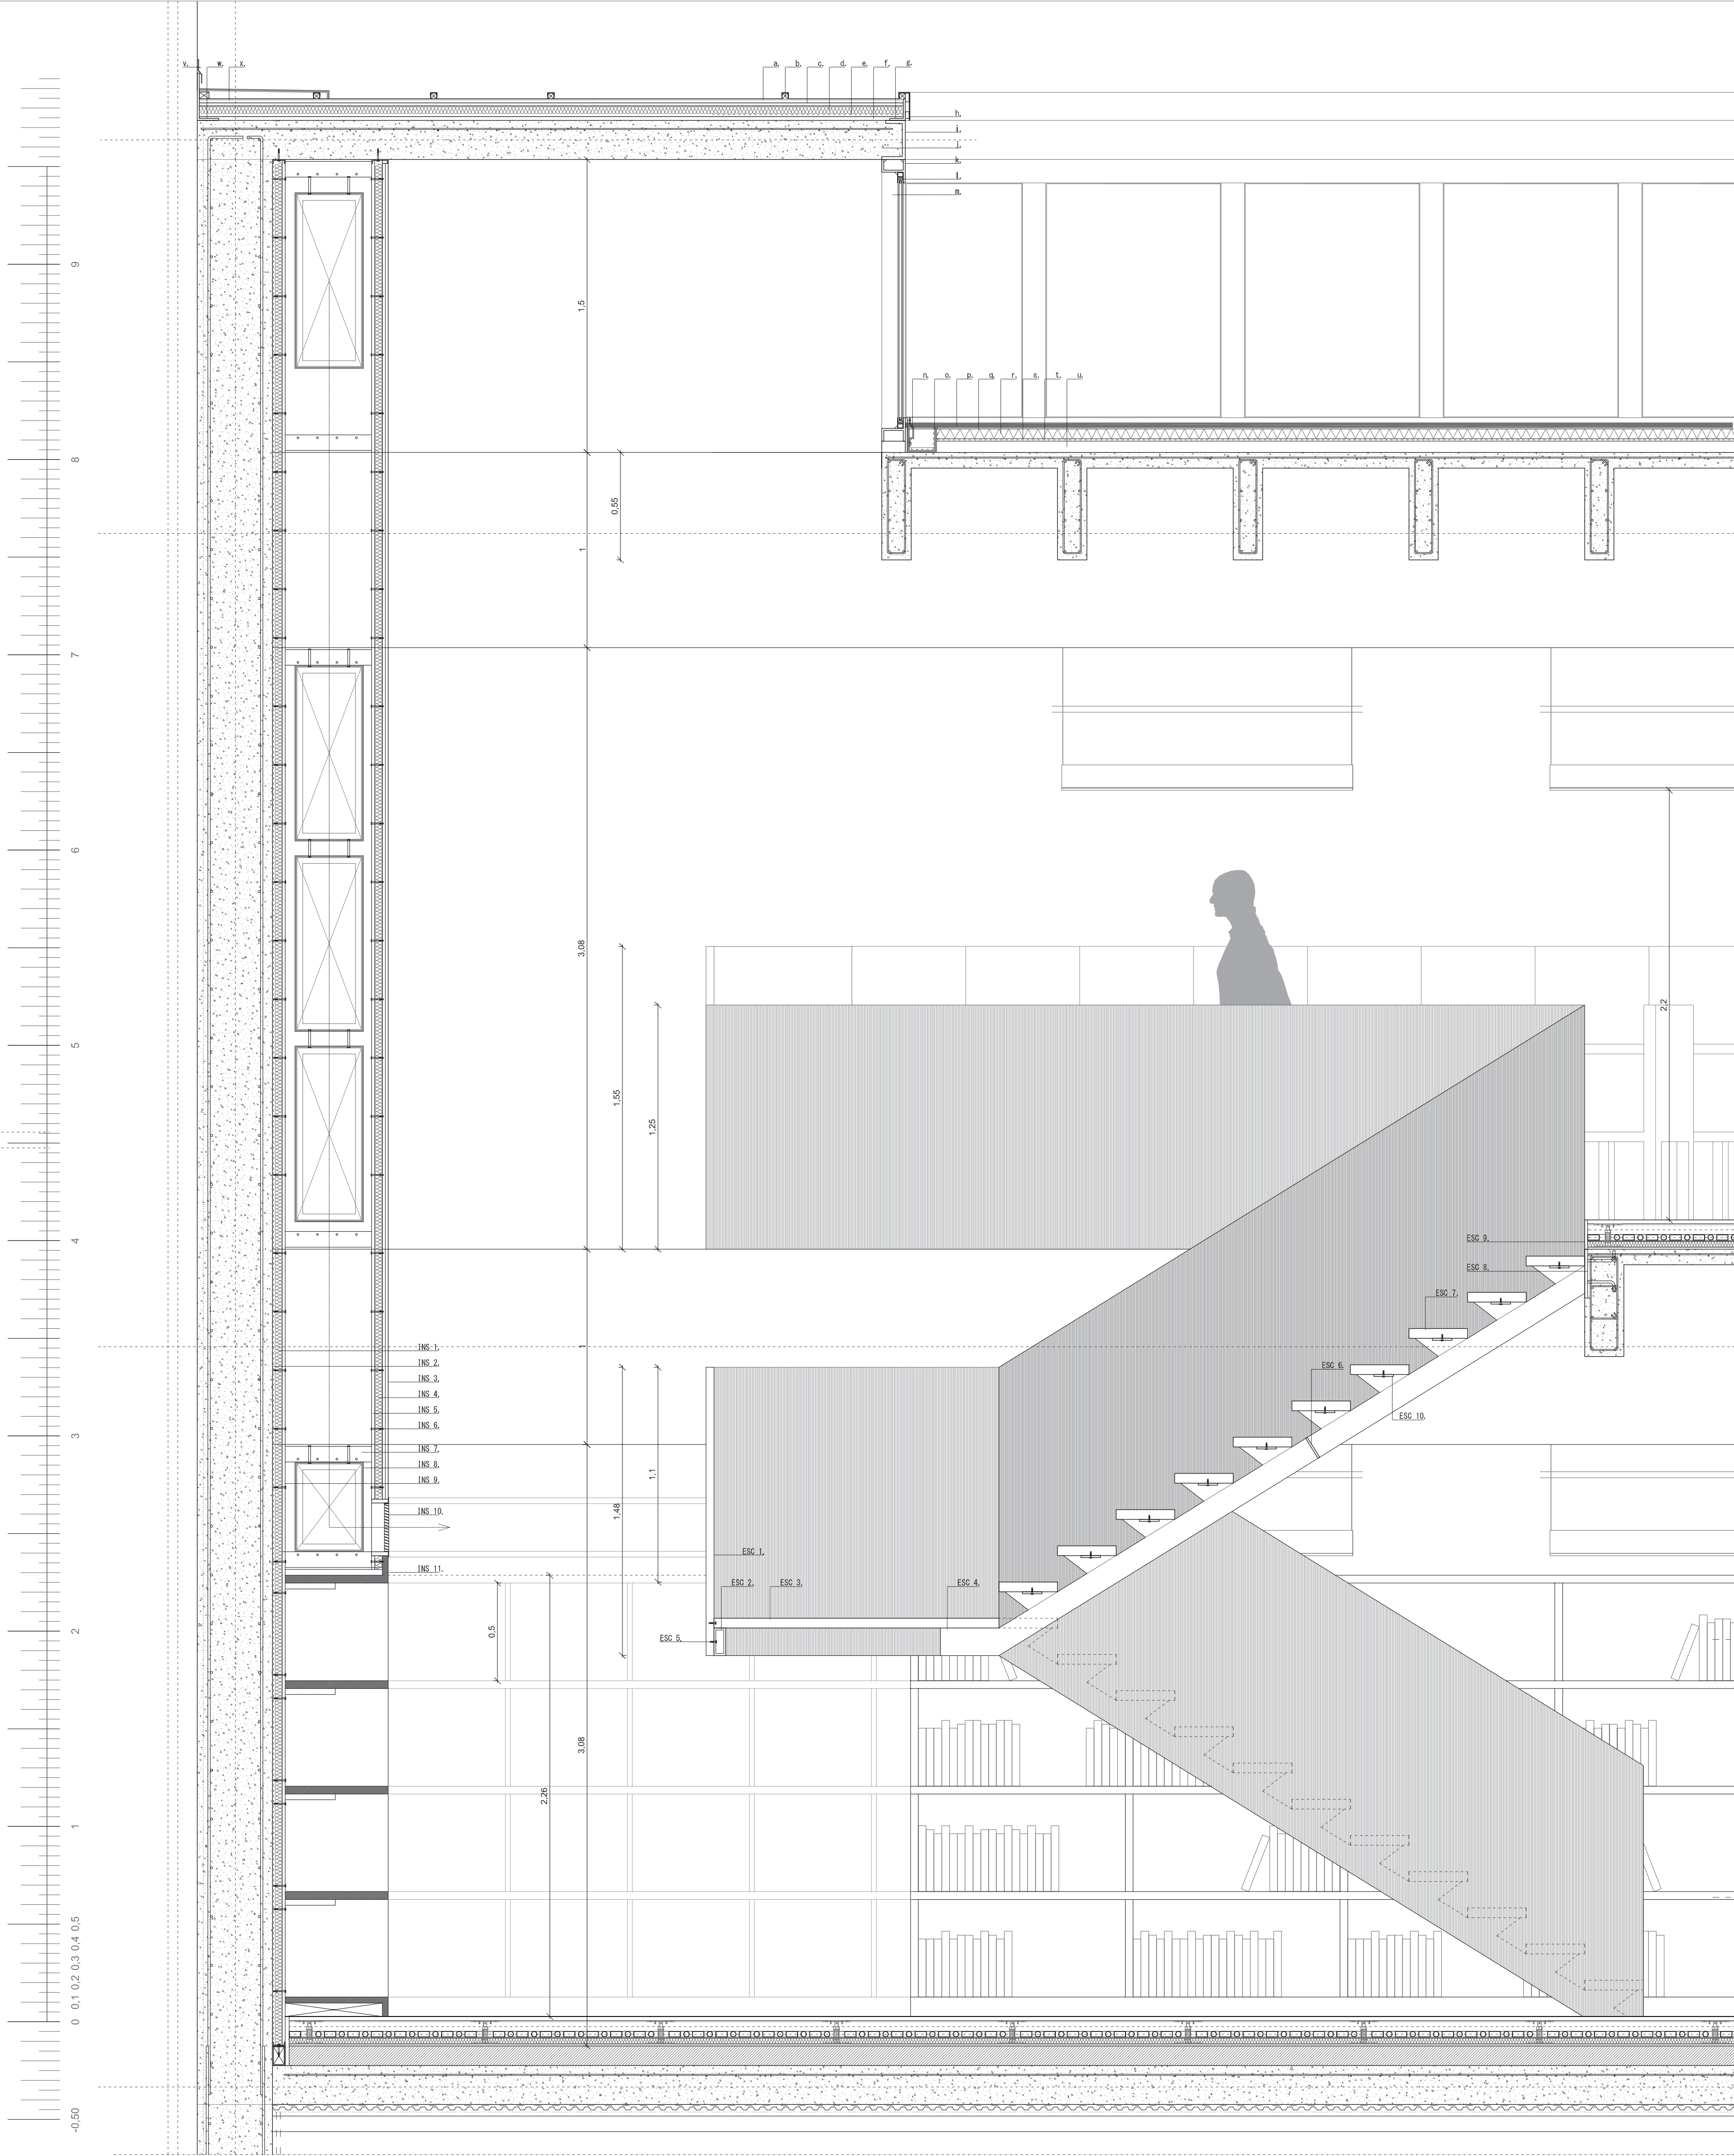 v. w. x. a. b. c. d. e. f. g.
h.
i.
j.
k.
l.
m.
9
1,5
n. o. p. q. r. s. t. u.
8
0,55
1
7
6
3,08
2,2
5
1,55
1,25
4
ESC 9.
ESC 8.
ESC 7.
1
INS 1.
INS 2.
INS 3.
INS 4.
INS 5.
INS 6.
INS 7.
INS 8.
INS 9.
INS 10.
INS 11.
ESC 6.
ESC 10.
3
1,1
1,48
ESC 1.
ESC 2. ESC 3. ESC 4.
ESC 5.
2
0,5
3,08
2,26
1
0,5
0,4
0,3
0,2
0,1
0
-0,50